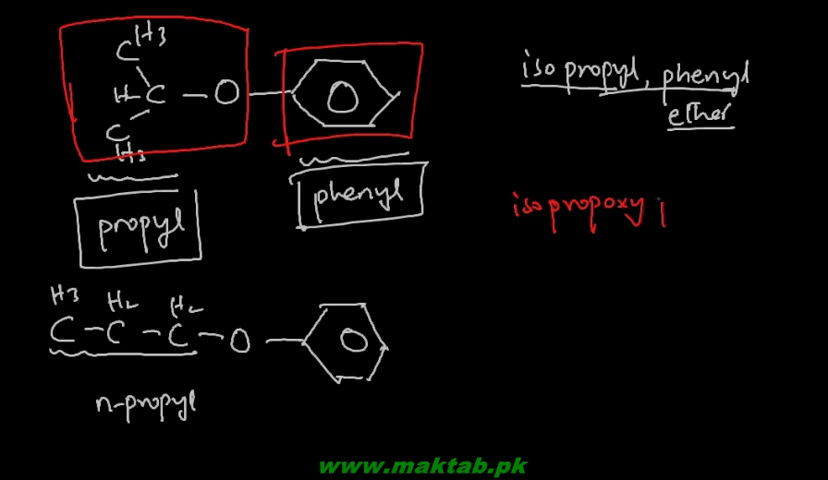 CH3
H-C-O
CH3
iso propyl, phenyl
ether
propyl
phenyl
isopropoxy p
H3 H2 H2
C-C-C-O
n-propyl
www.maktab.pk